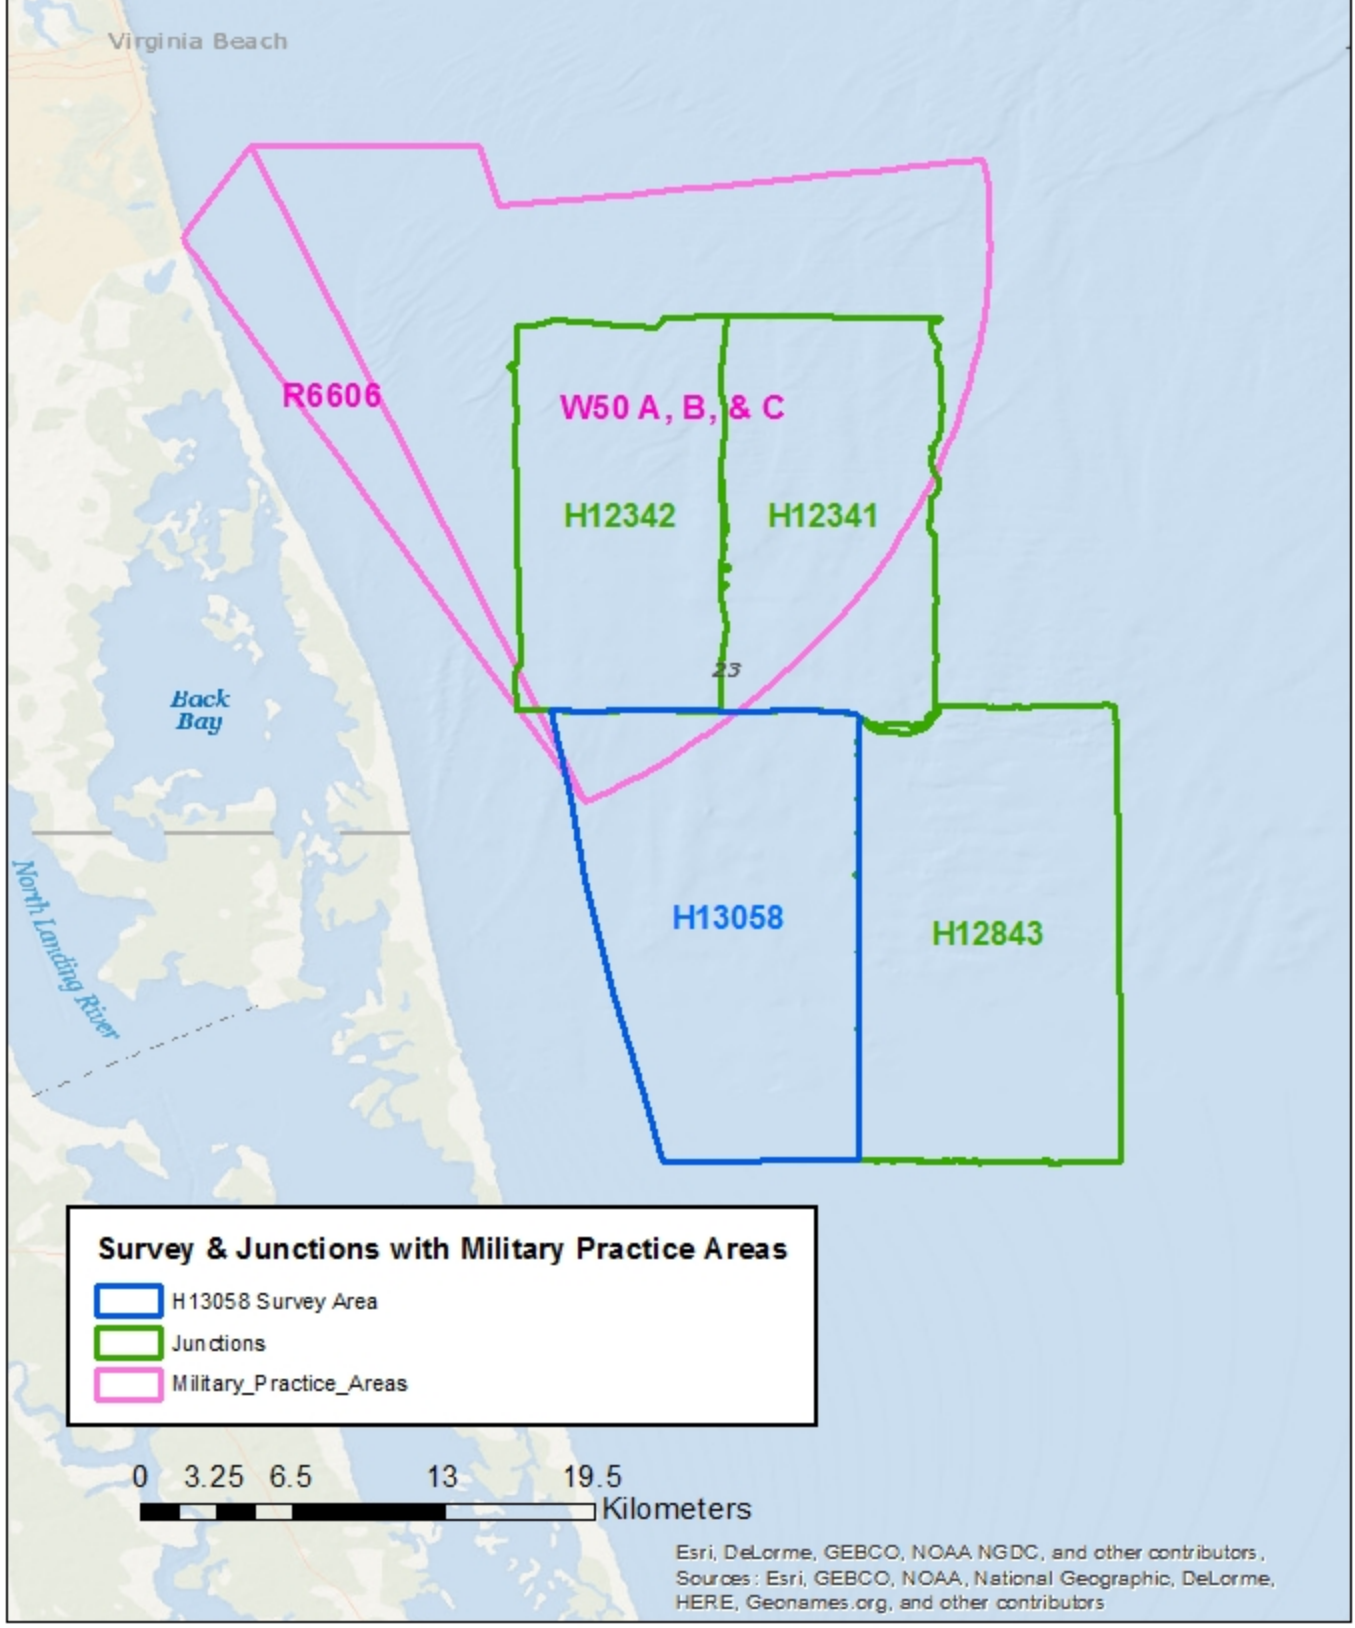 Virginia Beach
R6606
W50 A, B, & C
H12342
H12341
23
Back
Bay
North Landing River
H13058
H12843
Survey & Junctions with Military Practice Areas
H13058 Survey Area
Junctions
Military_Practice_Areas
0 3.25 6.5 13 19.5
Kilometers
Esri, DeLorme, GEBCO, NOAA NGDC, and other contributors,
Sources: Esri, GEBCO, NOAA, National Geographic, DeLorme,
HERE, Geonames.org, and other contributors